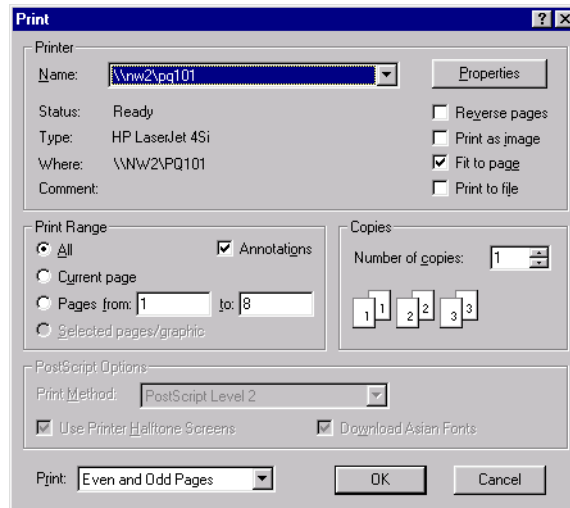 Print
Printer
Name: \\nw2\pq101 Properties
Status: Ready Reverse pages
Type: HP LaserJet 4Si Print as image
Where: \\NW2\PQ101 Fit to page
Comment: Print to file
Print Range
All Annotations
Current page
Pages from: 1 to: 8
Selected pages/graphic
Copies
Number of copies: 1
1 1 2 2 3 3
PostScript Options
Print Method: PostScript Level 2
Use Printer Halftone Screens Download Asian Fonts
Print: Even and Odd Pages OK Cancel